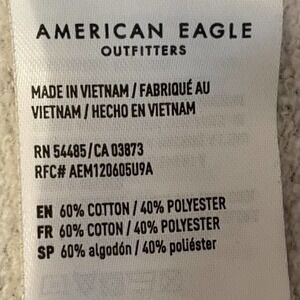 AMERICAN EAGLE
OUTFITTERS
MADE IN VIETNAM / FABRIQUÉ AU
VIETNAM / HECHO EN VIETNAM
RN 54485/CA 03873
RFC# AEM120605U9A
EN 60% COTTON / 40% POLYESTER
FR 60% COTON / 40% POLYESTER
SP 60% algodón / 40% poliéster